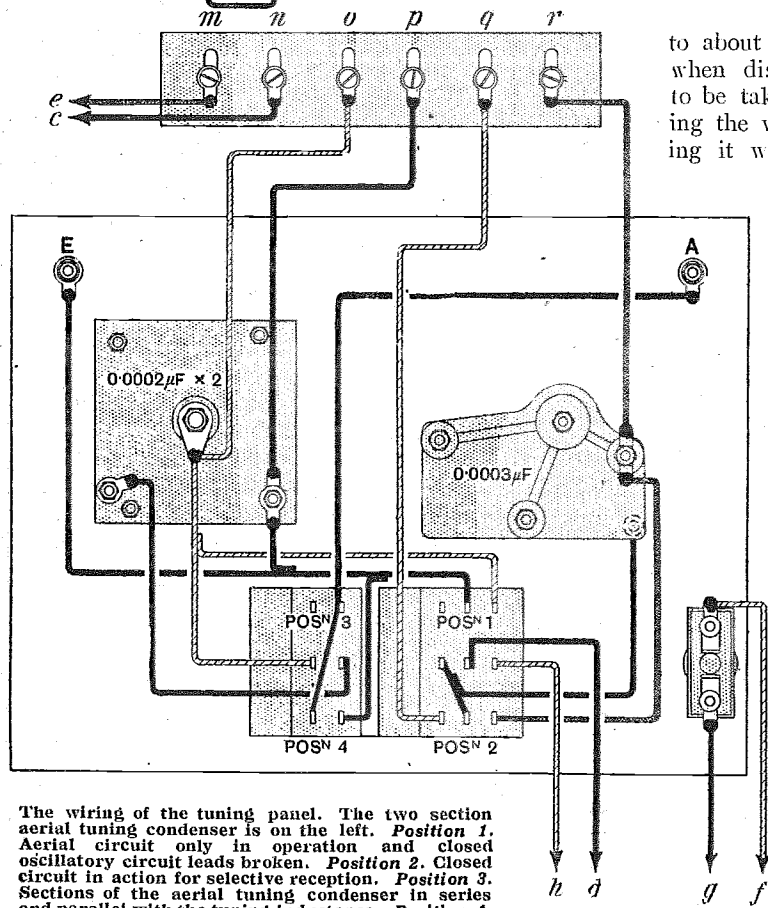 m n o p q r
to about
when dis
to be tak
ing the w
ing it w
e
c
E
A
0·0002µF × 2
0·0003µF
POSᴺ 3
POSᴺ 1
POSᴺ 4
POSᴺ 2
The wiring of the tuning panel. The two section
aerial tuning condenser is on the left. Position 1.
Aerial circuit only in operation and closed
oscillatory circuit leads broken. Position 2. Closed
circuit in action for selective reception. Position 3.
Sections of the aerial tuning condenser in series
h d g f